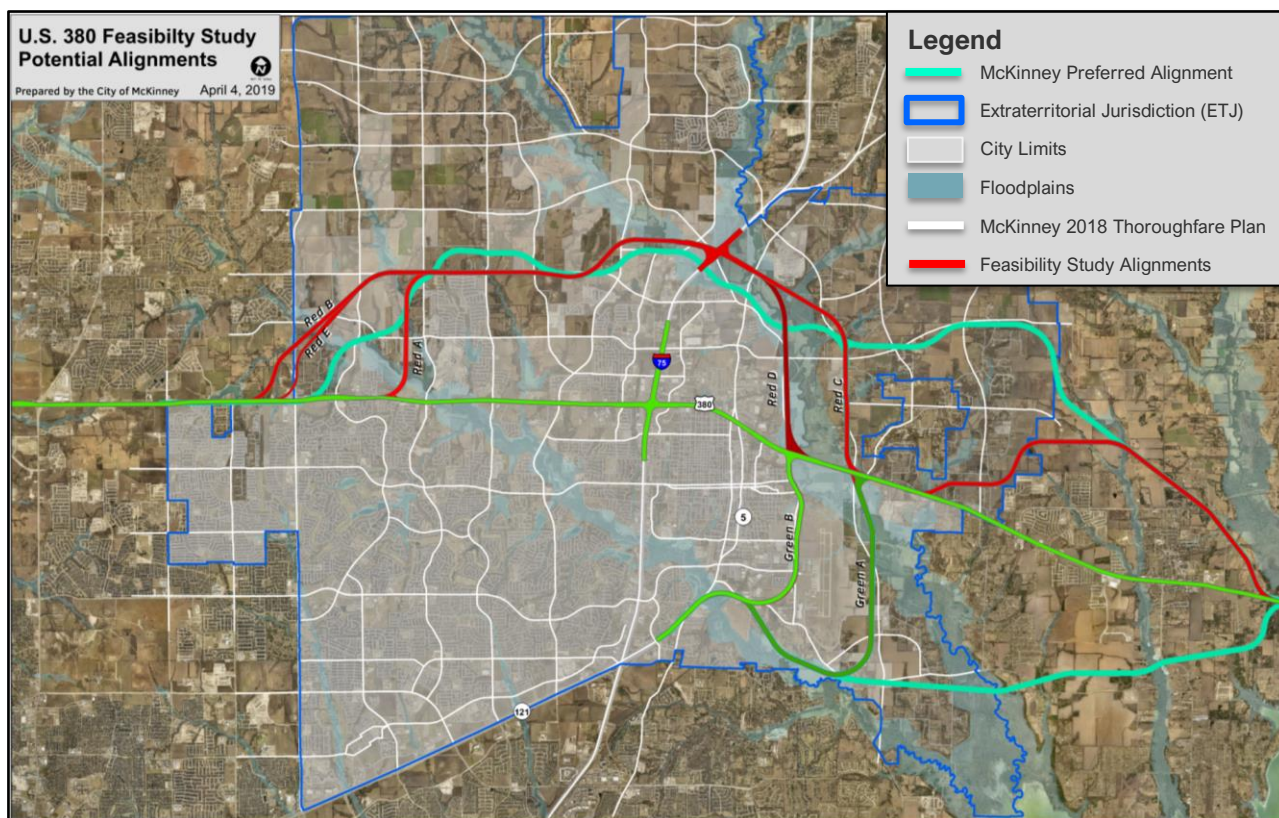 U.S. 380 Feasibilty Study
Potential Alignments
Prepared by the City of McKinney April 4, 2019
Legend
McKinney Preferred Alignment
Extraterritorial Jurisdiction (ETJ)
City Limits
Floodplains
McKinney 2018 Thoroughfare Plan
Feasibility Study Alignments
Red B
Red E
Red A
75
380
Red D
Red C
5
Green B
Green A
121